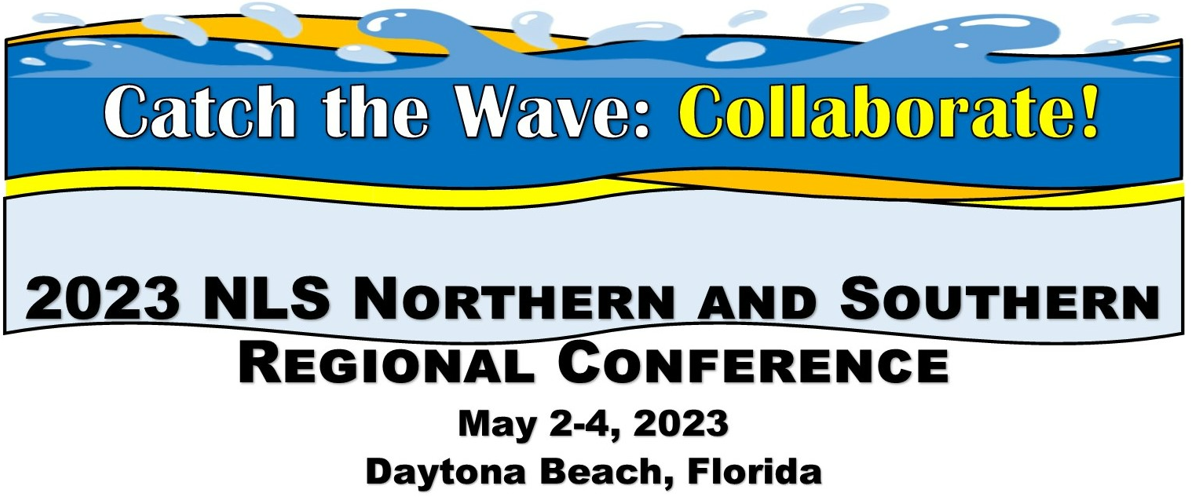 Catch the Wave: Collaborate!
2023 NLS Northern and Southern
Regional Conference
May 2-4, 2023
Daytona Beach, Florida